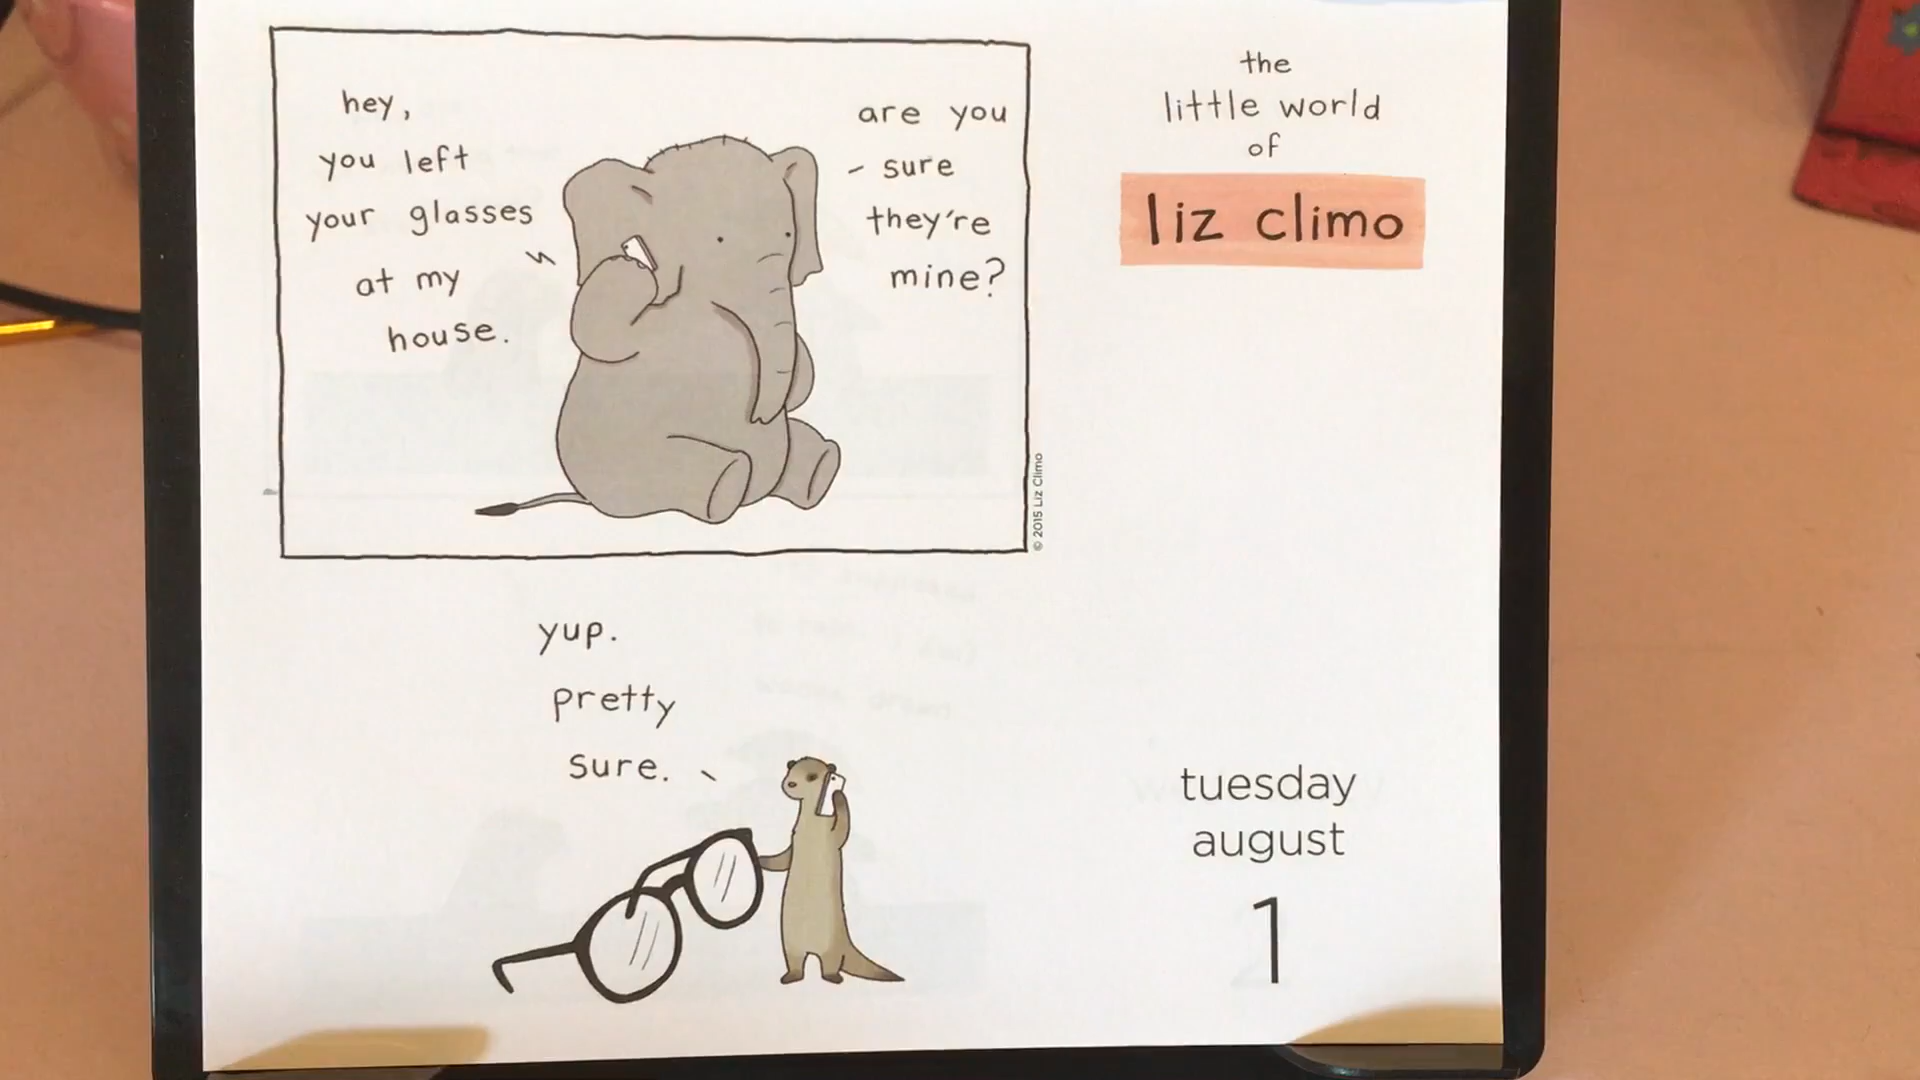 hey,
you left
your glasses
at my
house.
are you
sure
they're
mine?
© 2015 Liz Climo
yup.
pretty
sure.
the
little world
of
liz climo
tuesday
august
1